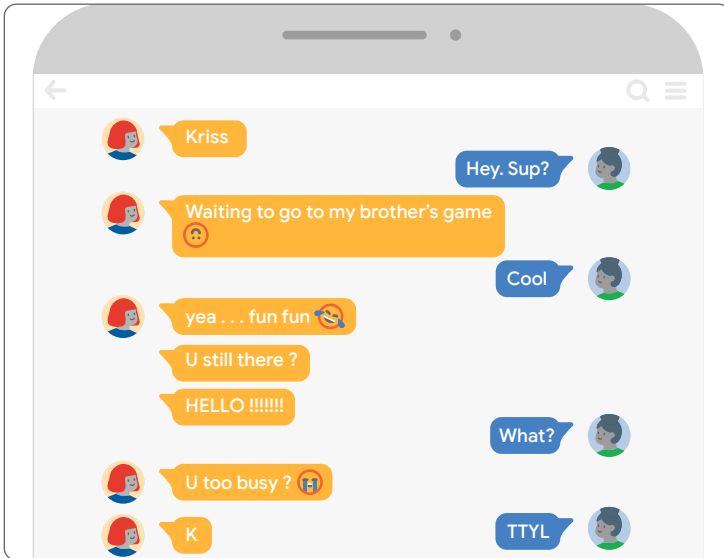 Kriss
Hey. Sup?
Waiting to go to my brother's game
🙃
Cool
yea . . . fun fun 😂
U still there ?
HELLO !!!!!!!
What?
U too busy ? 😭
TTYL
K